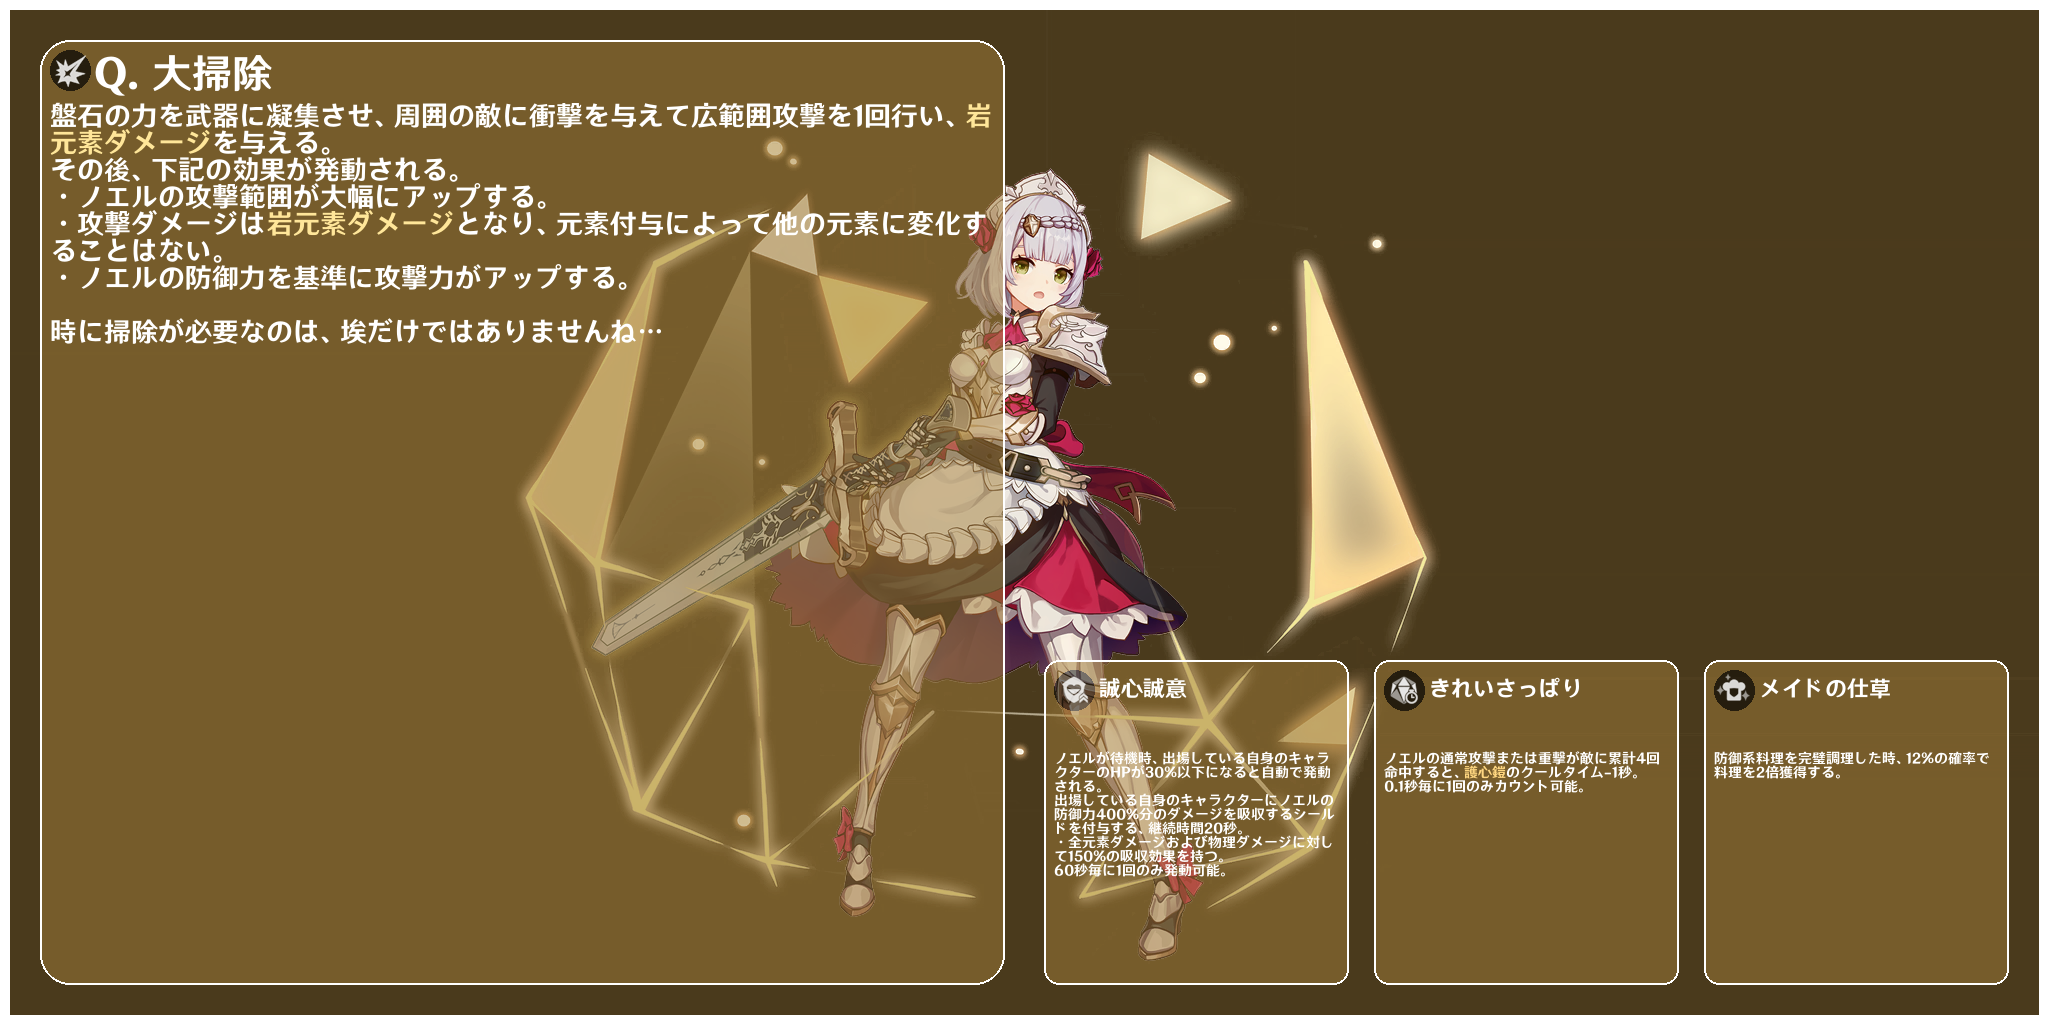 Q. 大掃除
盤石の力を武器に凝集させ、周囲の敵に衝撃を与えて広範囲攻撃を1回行い、岩
元素ダメージを与える。
その後、下記の効果が発動される。
・ノエルの攻撃範囲が大幅にアップする。
・攻撃ダメージは岩元素ダメージとなり、元素付与によって他の元素に変化す
ることはない。
・ノエルの防御力を基準に攻撃力がアップする。
時に掃除が必要なのは、埃だけではありませんね…
誠心誠意
ノエルが待機時、出場している自身のキャラ
クターのHPが30%以下になると自動で発動
される。
出場している自身のキャラクターにノエルの
防御力400%分のダメージを吸収するシール
ドを付与する、継続時間20秒。
・全元素ダメージおよび物理ダメージに対し
て150%の吸収効果を持つ。
60秒毎に1回のみ発動可能。
きれいさっぱり
ノエルの通常攻撃または重撃が敵に累計4回
命中すると、護心鎧のクールタイム-1秒。
0.1秒毎に1回のみカウント可能。
メイドの仕草
防御系料理を完璧調理した時、12%の確率で
料理を2倍獲得する。